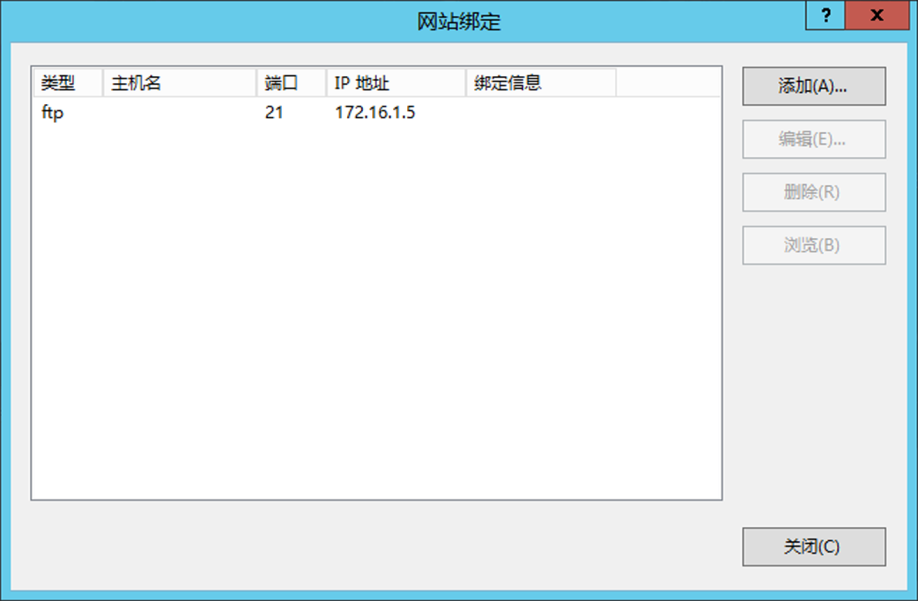 网站绑定
? x
类型 主机名 端口 IP 地址 绑定信息
ftp 21 172.16.1.5
添加(A)...
编辑(E)...
删除(R)
浏览(B)
关闭(C)